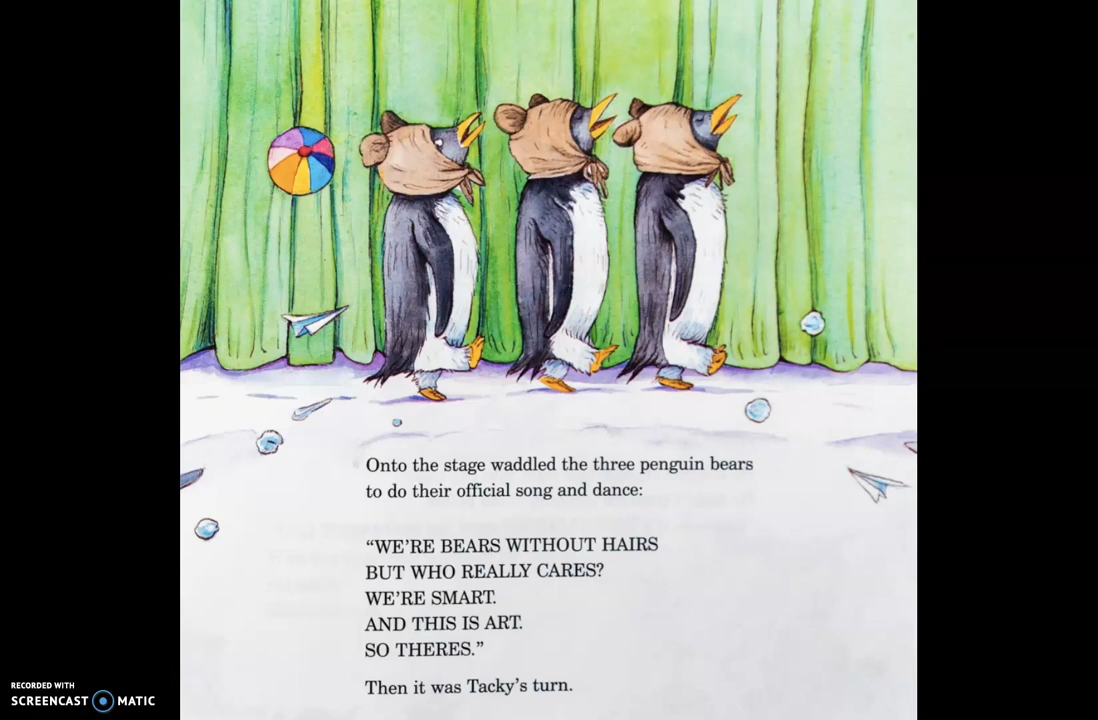 Onto the stage waddled the three penguin bears
to do their official song and dance:
“WE’RE BEARS WITHOUT HAIRS
BUT WHO REALLY CARES?
WE’RE SMART.
AND THIS IS ART.
SO THERES.”
Then it was Tacky’s turn.
RECORDED WITH
SCREENCAST MATIC